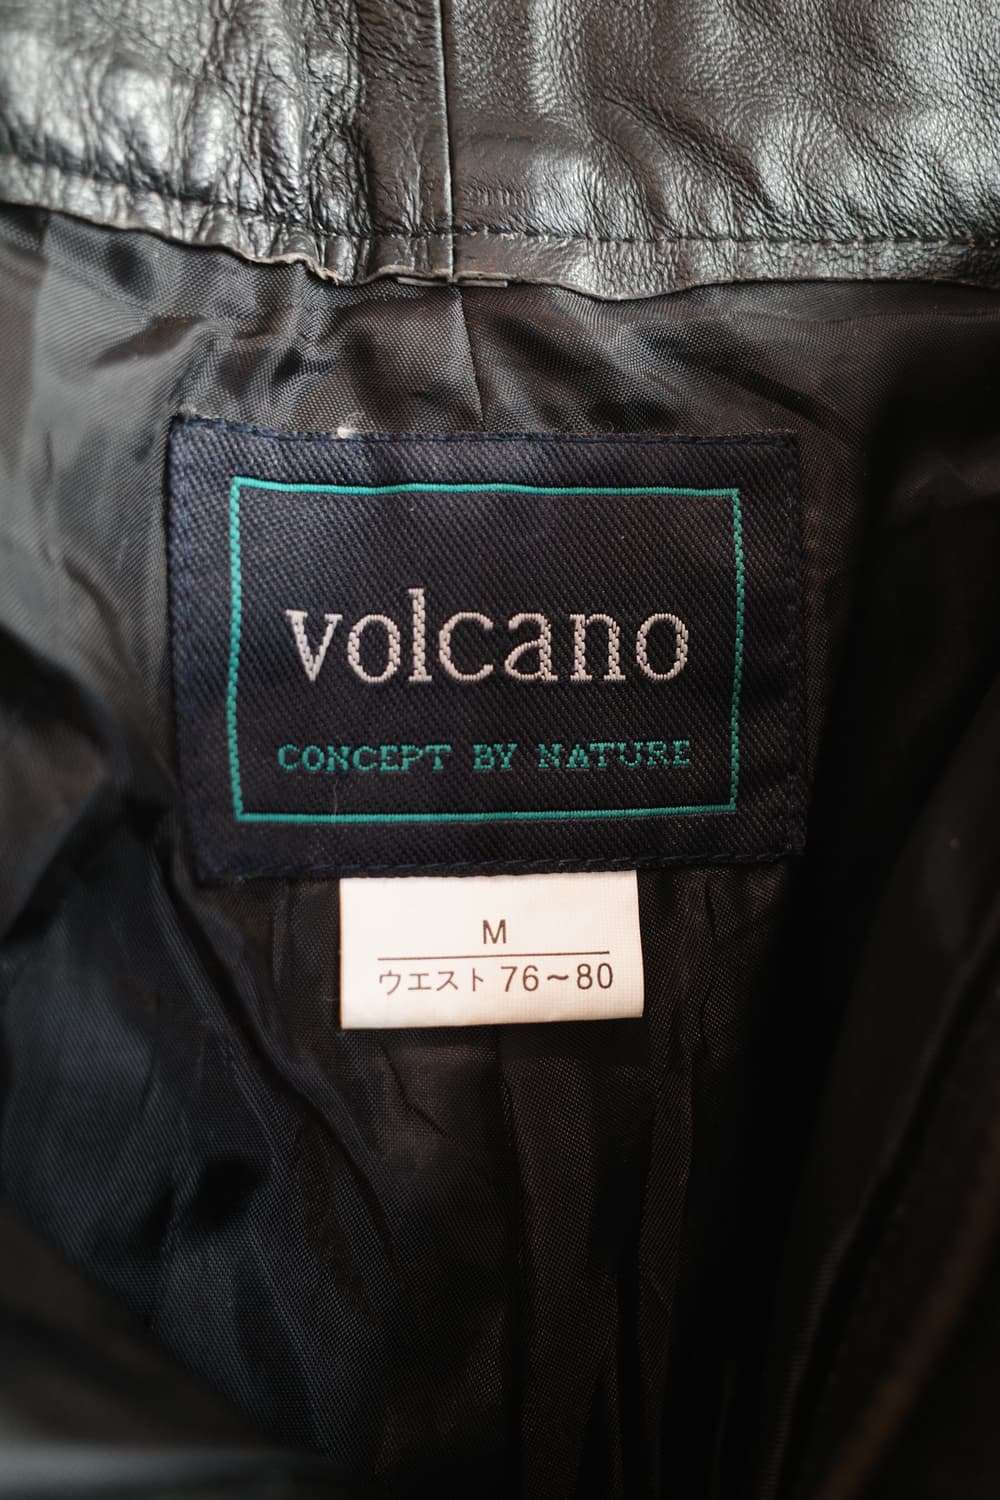 volcano
CONCEPT BY NATURE
M
ウエスト 76~80